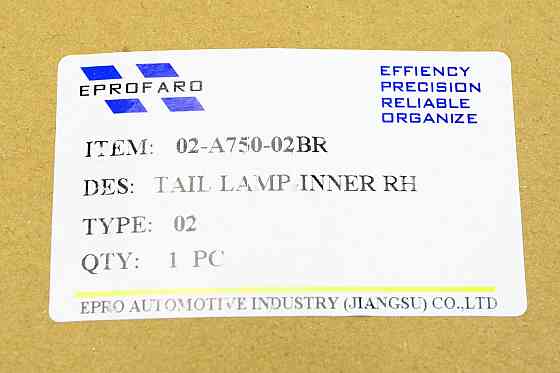 EPROFARO
EFFIENCY
PRECISION
RELIABLE
ORGANIZE
ITEM: 02-A750-02BR
DES: TAIL LAMP-INNER RH
TYPE: 02
QTY: 1 PC
EPRO AUTOMOTIVE INDUSTRY (JIANGSU) CO.,LTD